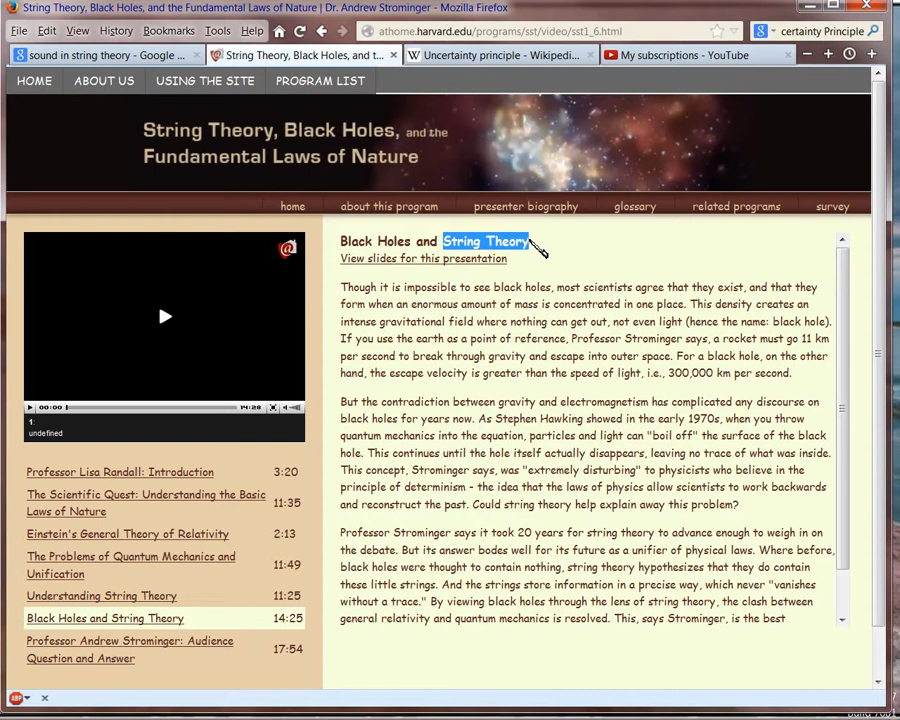 String Theory, Black Holes, and the Fundamental Laws of Nature | Dr. Andrew Strominger - Mozilla Firefox
File Edit View History Bookmarks Tools Help
athome.harvard.edu/programs/sst/video/sst1_6.html
certainty Principle
sound in string theory - Google ...
String Theory, Black Holes, and t...
Uncertainty principle - Wikipedi...
My subscriptions - YouTube
HOME ABOUT US USING THE SITE PROGRAM LIST
String Theory, Black Holes, and the
Fundamental Laws of Nature
home about this program presenter biography glossary related programs survey
00:00 14:28
1:
undefined
Professor Lisa Randall: Introduction 3:20
The Scientific Quest: Understanding the Basic
Laws of Nature 11:35
Einstein's General Theory of Relativity 2:13
The Problems of Quantum Mechanics and
Unification 11:49
Understanding String Theory 11:25
Black Holes and String Theory 14:25
Professor Andrew Strominger: Audience
Question and Answer 17:54
Black Holes and String Theory
View slides for this presentation
Though it is impossible to see black holes, most scientists agree that they exist, and that they
form when an enormous amount of mass is concentrated in one place. This density creates an
intense gravitational field where nothing can get out, not even light (hence the name: black hole).
If you use the earth as a point of reference, Professor Strominger says, a rocket must go 11 km
per second to break through gravity and escape into outer space. For a black hole, on the other
hand, the escape velocity is greater than the speed of light, i.e., 300,000 km per second.
But the contradiction between gravity and electromagnetism has complicated any discourse on
black holes for years now. As Stephen Hawking showed in the early 1970s, when you throw
quantum mechanics into the equation, particles and light can "boil off" the surface of the black
hole. This continues until the hole itself actually disappears, leaving no trace of what was inside.
This concept, Strominger says, was "extremely disturbing" to physicists who believe in the
principle of determinism - the idea that the laws of physics allow scientists to work backwards
and reconstruct the past. Could string theory help explain away this problem?
Professor Strominger says it took 20 years for string theory to advance enough to weigh in on
the debate. But its answer bodes well for its future as a unifier of physical laws. Where before,
black holes were thought to contain nothing, string theory hypothesizes that they do contain
these little strings. And the strings store information in a precise way, which never "vanishes
without a trace." By viewing black holes through the lens of string theory, the clash between
general relativity and quantum mechanics is resolved. This, says Strominger, is the best
ABP